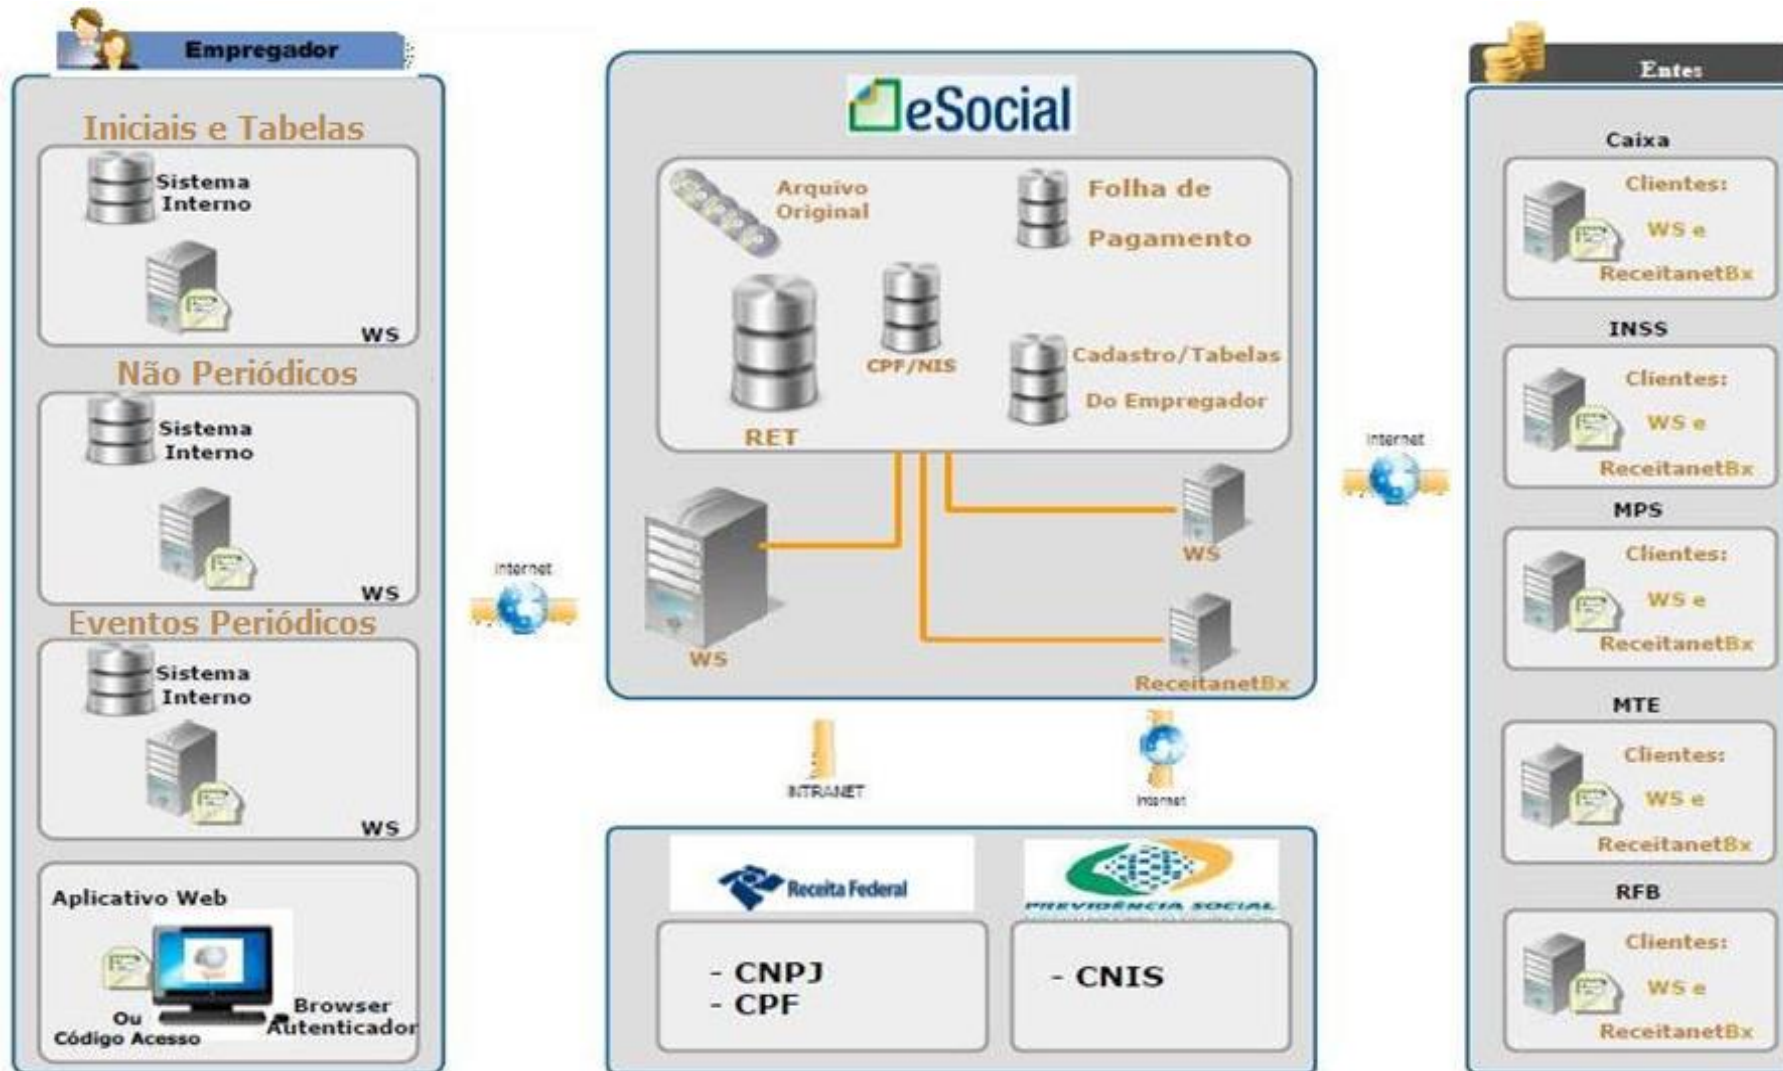 Empregador
Iniciais e Tabelas
Sistema
Interno
WS
Não Periódicos
Sistema
Interno
WS
Eventos Periódicos
Sistema
Interno
WS
Aplicativo Web
Ou
Código Acesso
Browser
Autenticador
Internet
eSocial
Arquivo
Original
Folha de
Pagamento
RET
CPF/NIS
Cadastro/Tabelas
Do Empregador
WS
WS
ReceitanetBx
INTRANET
Internet
Receita Federal
- CNPJ
- CPF
PREVIDÊNCIA SOCIAL
- CNIS
Internet
Entes
Caixa
Clientes:
WS e
ReceitanetBx
INSS
Clientes:
WS e
ReceitanetBx
MPS
Clientes:
WS e
ReceitanetBx
MTE
Clientes:
WS e
ReceitanetBx
RFB
Clientes:
WS e
ReceitanetBx